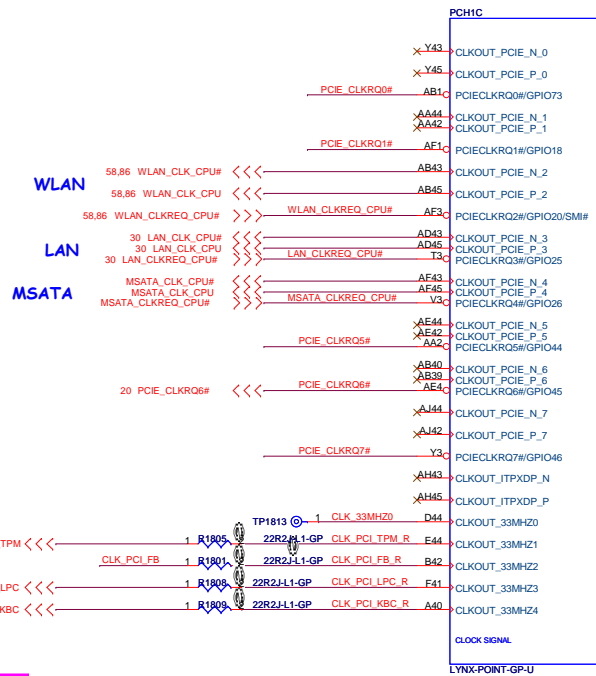 PCH1C
Y43 CLKOUT_PCIE_N_0
Y45 CLKOUT_PCIE_P_0
PCIE_CLKRQ0# AB1 PCIECLKRQ0#/GPIO73
AA44 CLKOUT_PCIE_N_1
AA42 CLKOUT_PCIE_P_1
PCIE_CLKRQ1# AF1 PCIECLKRQ1#/GPIO18
WLAN
58,86 WLAN_CLK_CPU# AB43 CLKOUT_PCIE_N_2
58,86 WLAN_CLK_CPU AB45 CLKOUT_PCIE_P_2
58,86 WLAN_CLKREQ_CPU# WLAN_CLKREQ_CPU# AF3 PCIECLKRQ2#/GPIO20/SMI#
LAN
30 LAN_CLK_CPU# AD43 CLKOUT_PCIE_N_3
30 LAN_CLK_CPU AD45 CLKOUT_PCIE_P_3
30 LAN_CLKREQ_CPU# LAN_CLKREQ_CPU# T3 PCIECLKRQ3#/GPIO25
MSATA
MSATA_CLK_CPU# AF43 CLKOUT_PCIE_N_4
MSATA_CLK_CPU AF45 CLKOUT_PCIE_P_4
MSATA_CLKREQ_CPU# MSATA_CLKREQ_CPU# V3 PCIECLKRQ4#/GPIO26
AE44 CLKOUT_PCIE_N_5
AE42 CLKOUT_PCIE_P_5
PCIE_CLKRQ5# AA2 PCIECLKRQ5#/GPIO44
AB40 CLKOUT_PCIE_N_6
AB39 CLKOUT_PCIE_P_6
20 PCIE_CLKRQ6# PCIE_CLKRQ6# AE4 PCIECLKRQ6#/GPIO45
AJ44 CLKOUT_PCIE_N_7
AJ42 CLKOUT_PCIE_P_7
PCIE_CLKRQ7# Y3 PCIECLKRQ7#/GPIO46
AH43 CLKOUT_ITPXDP_N
AH45 CLKOUT_ITPXDP_P
TP1813 1 CLK_33MHZ0 D44 CLKOUT_33MHZ0
TPM 1 R1805 22R2J-L1-GP CLK_PCI_TPM_R E44 CLKOUT_33MHZ1
CLK_PCI_FB 1 R1801 22R2J-L1-GP CLK_PCI_FB_R B42 CLKOUT_33MHZ2
LPC 1 R1808 22R2J-L1-GP CLK_PCI_LPC_R F41 CLKOUT_33MHZ3
KBC 1 R1809 22R2J-L1-GP CLK_PCI_KBC_R A40 CLKOUT_33MHZ4
CLOCK SIGNAL
LYNX-POINT-GP-U